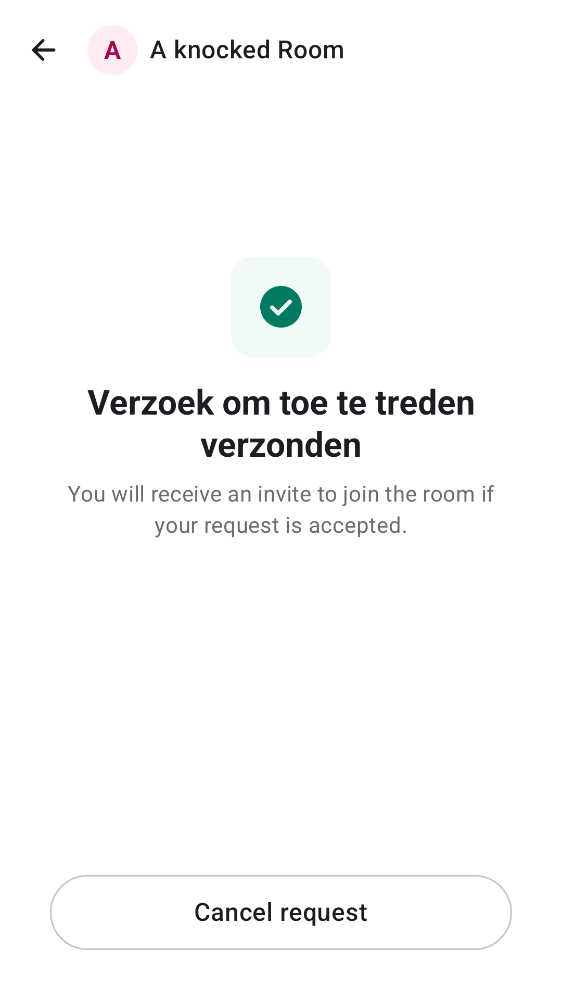 A
A knocked Room
Verzoek om toe te treden
verzonden
You will receive an invite to join the room if
your request is accepted.
Cancel request